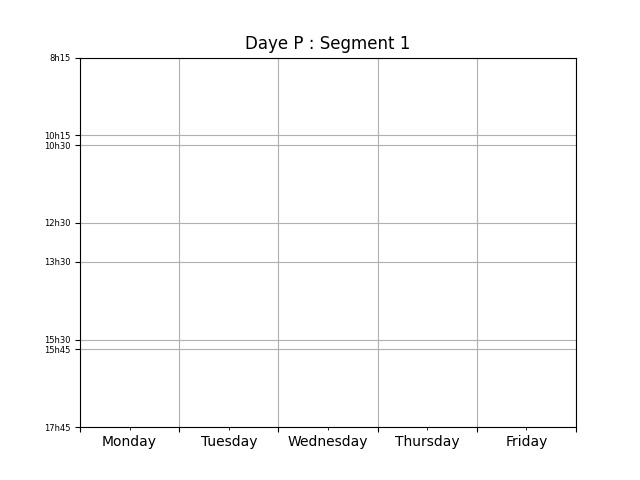 Daye P : Segment 1
8h15
10h15
10h30
12h30
13h30
15h30
15h45
17h45
Monday Tuesday Wednesday Thursday Friday